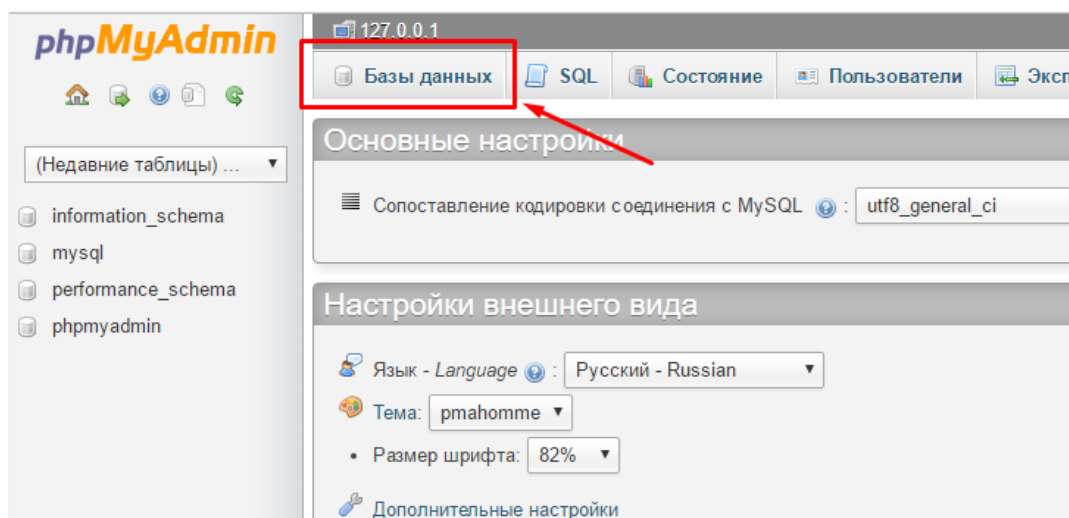 phpMyAdmin
127.0.0.1
Базы данных
SQL
Состояние
Пользователи
Эксп
(Недавние таблицы) ...
information_schema
mysql
performance_schema
phpmyadmin
Основные настройки
Сопоставление кодировки соединения с MySQL : utf8_general_ci
Настройки внешнего вида
Язык - Language : Русский - Russian
Тема: pmahomme
• Размер шрифта: 82%
Дополнительные настройки